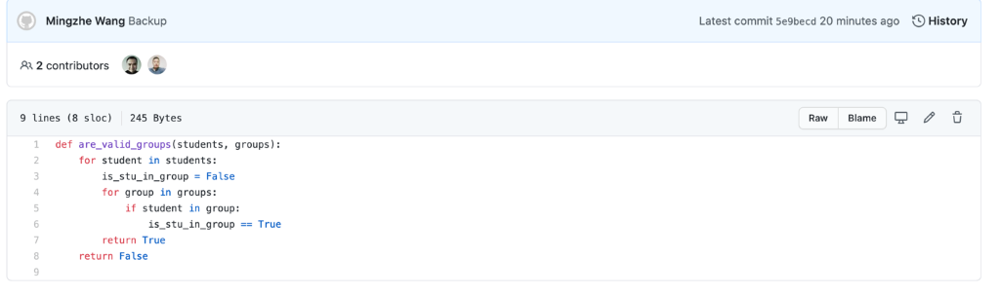 Mingzhe Wang Backup Latest commit 5e9becd 20 minutes ago History
2 contributors
9 lines (8 sloc) 245 Bytes Raw Blame
1 def are_valid_groups(students, groups):
2     for student in students:
3         is_stu_in_group = False
4         for group in groups:
5             if student in group:
6                 is_stu_in_group == True
7         return True
8     return False
9